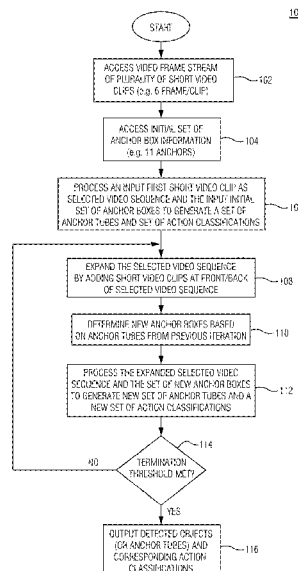 10
START
ACCESS VIDEO FRAME STREAM
OF PLURALITY OF SHORT VIDEO
CLIPS (e.g. 6 FRAME/CLIP)
102
ACCESS INITIAL SET OF
ANCHOR BOX INFORMATION
(e.g. 11 ANCHORS)
104
PROCESS AN INPUT FIRST SHORT VIDEO CLIP AS
SELECTED VIDEO SEQUENCE AND THE INPUT INITIAL
SET OF ANCHOR BOXES TO GENERATE A SET OF
ANCHOR TUBES AND SET OF ACTION CLASSIFICATIONS
10
EXPAND THE SELECTED VIDEO SEQUENCE
BY ADDING SHORT VIDEO CLIPS AT FRONT/BACK
OF SELECTED VIDEO SEQUENCE
108
DETERMINE NEW ANCHOR BOXES BASED
ON ANCHOR TUBES FROM PREVIOUS ITERATION
110
PROCESS THE EXPANDED SELECTED VIDEO
SEQUENCE AND THE SET OF NEW ANCHOR BOXES
TO GENERATE NEW SET OF ANCHOR TUBES AND A
NEW SET OF ACTION CLASSIFICATIONS
112
114
TERMINATION
THRESHOLD MET?
NO
YES
OUTPUT DETECTED OBJECTS
(OR ANCHOR TUBES) AND
CORRESPONDING ACTION
CLASSIFICATIONS
116